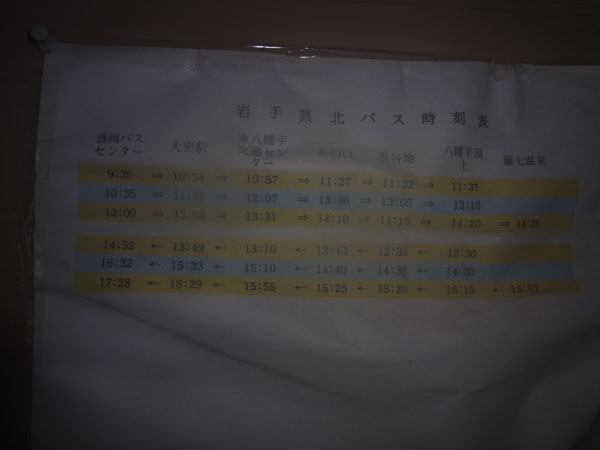 岩手県北バス時刻表
盛岡バスセンター 大更駅 東八幡平交通センター 茶臼口 黒谷地 八幡平頂上 藤七温泉
9:35 ⇒ 10:34 ⇒ 10:57 ⇒ 11:27 ⇒ 11:32 ⇒ 11:37
10:35 ⇒ 11:38 ⇒ 12:07 ⇒ 13:00 ⇒ 13:05 ⇒ 13:10
12:00 ⇒ 13:03 ⇒ 13:31 ⇒ 14:10 ⇒ 14:15 ⇒ 14:20 ⇒ 14:25
14:52 ← 13:49 ← 13:10 ← 12:40 ← 12:35 ← 12:30
16:32 ← 15:33 ← 15:10 ← 14:40 ← 14:35 ← 14:30
17:28 ← 16:29 ← 15:55 ← 15:25 ← 15:20 ← 15:15 ← 15:07